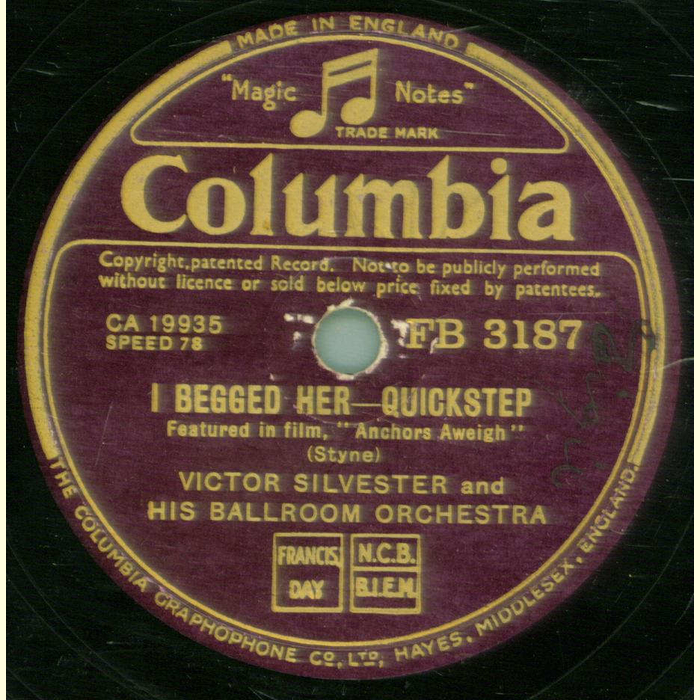 MADE IN ENGLAND
"Magic Notes"
TRADE MARK
Columbia
Copyright, patented Record. Not to be publicly performed
without licence or sold below price fixed by patentees.
CA 19935
SPEED 78
FB 3187
I BEGGED HER—QUICKSTEP
Featured in film, "Anchors Aweigh"
(Styne)
VICTOR SILVESTER and
HIS BALLROOM ORCHESTRA
FRANCIS,
DAY
N.C.B.
B.I.E.M.
THE COLUMBIA GRAPHOPHONE CO., LTD, HAYES, MIDDLESEX, ENGLAND.